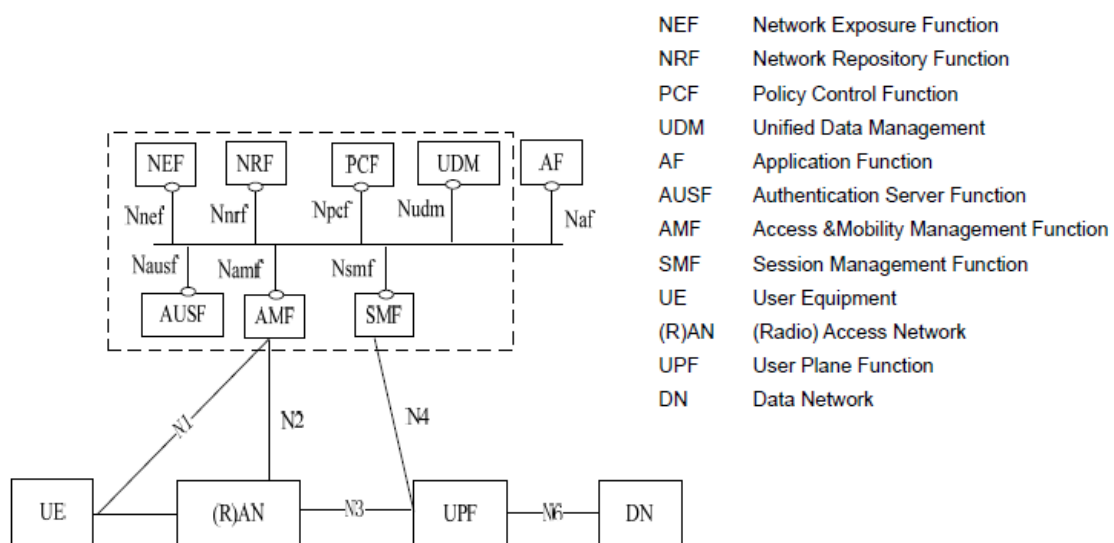 NEF Network Exposure Function
NRF Network Repository Function
PCF Policy Control Function
UDM Unified Data Management
AF Application Function
AUSF Authentication Server Function
AMF Access &Mobility Management Function
SMF Session Management Function
UE User Equipment
(R)AN (Radio) Access Network
UPF User Plane Function
DN Data Network
NEF NRF PCF UDM AF
Nnef Nnrf Npcf Nudm Naf
Nausf Namf Nsmf
AUSF AMF SMF
N1 N2 N4
UE (R)AN N3 UPF N6 DN